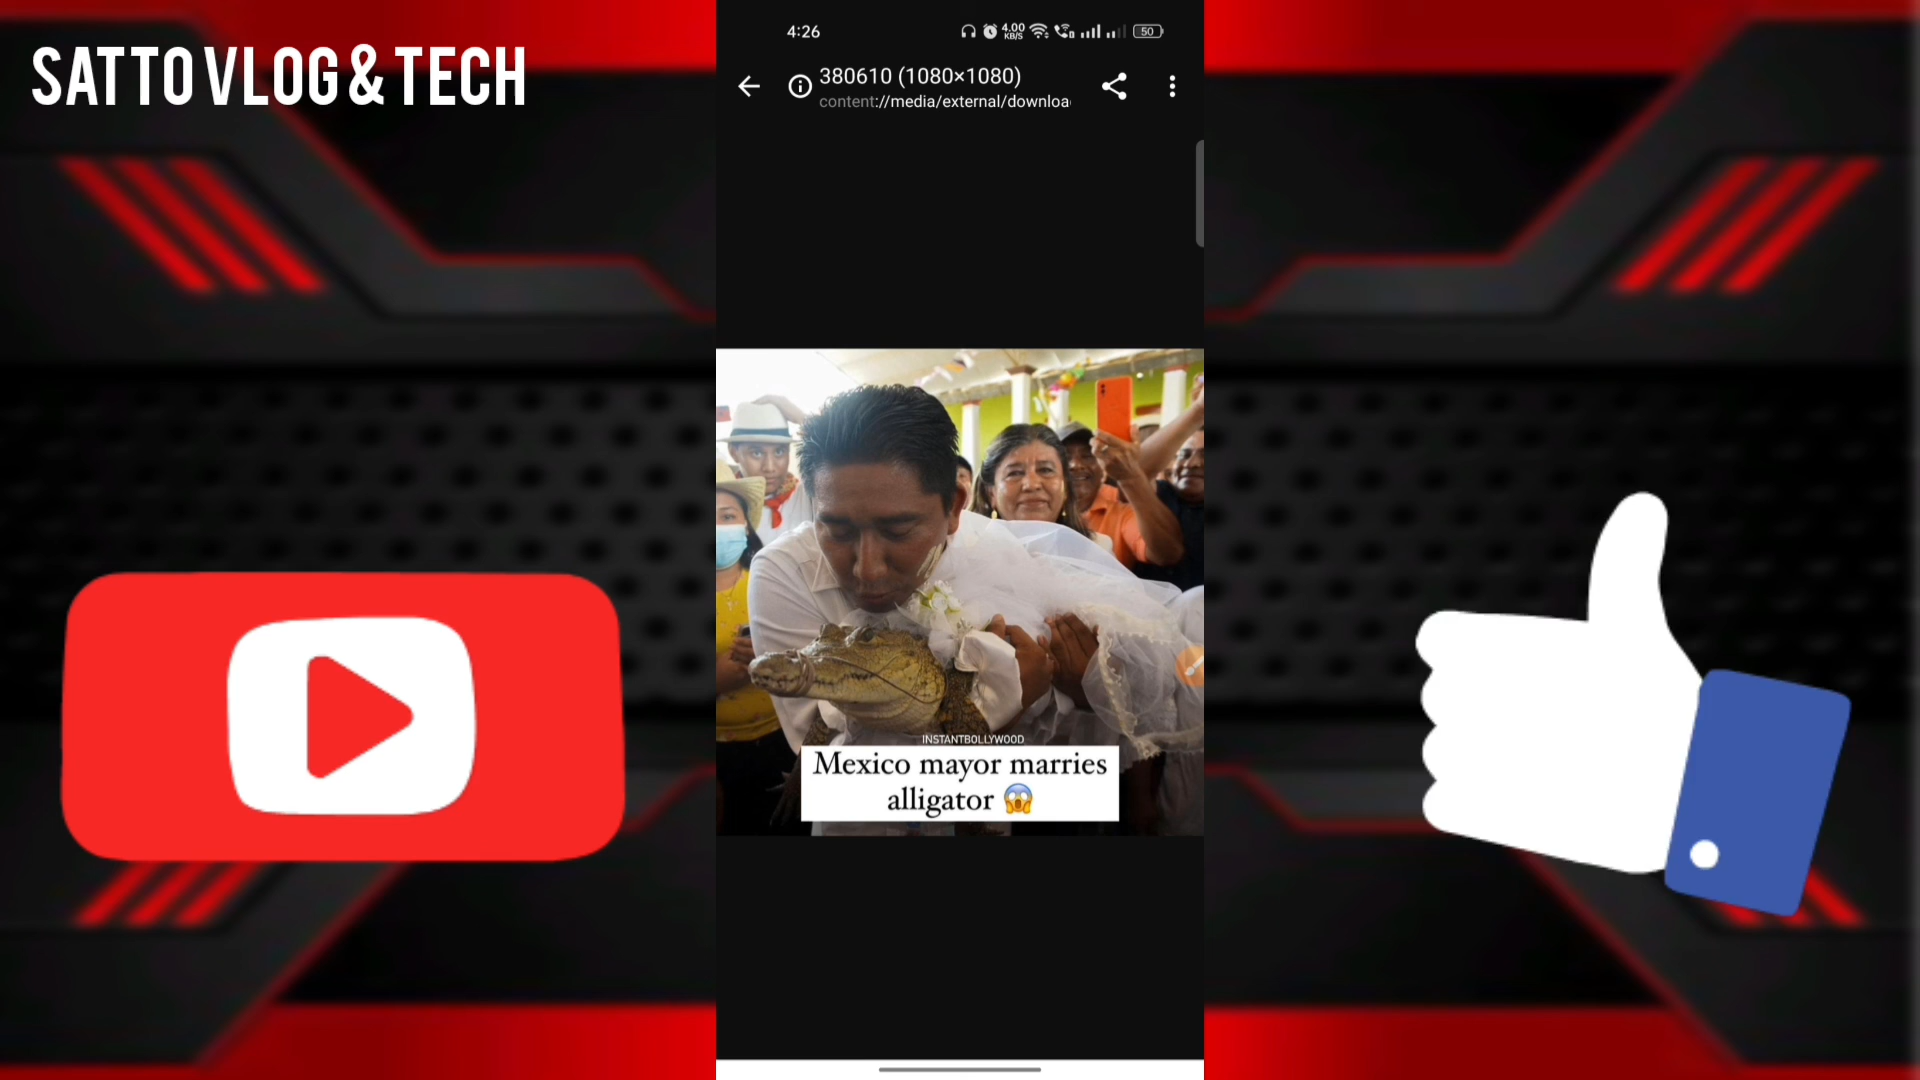 SATTO VLOG & TECH
4:26
4.00
KB/S
50
380610 (1080×1080)
content://media/external/downloa
INSTANTBOLLYWOOD
Mexico mayor marries
alligator 😱